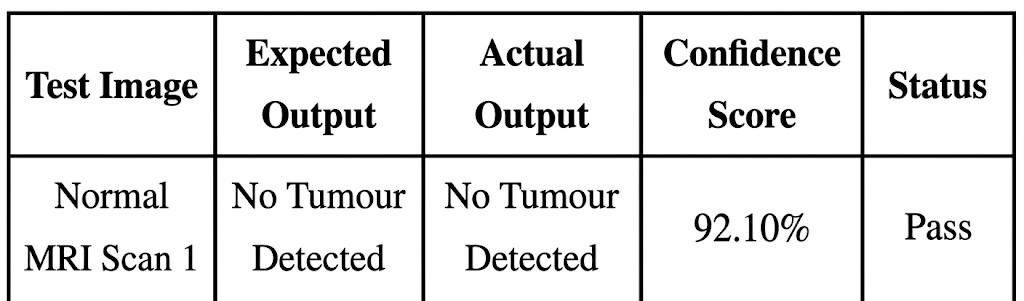 Test Image
Expected
Output
Actual
Output
Confidence
Score
Status
Normal
MRI Scan 1
No Tumour
Detected
No Tumour
Detected
92.10%
Pass